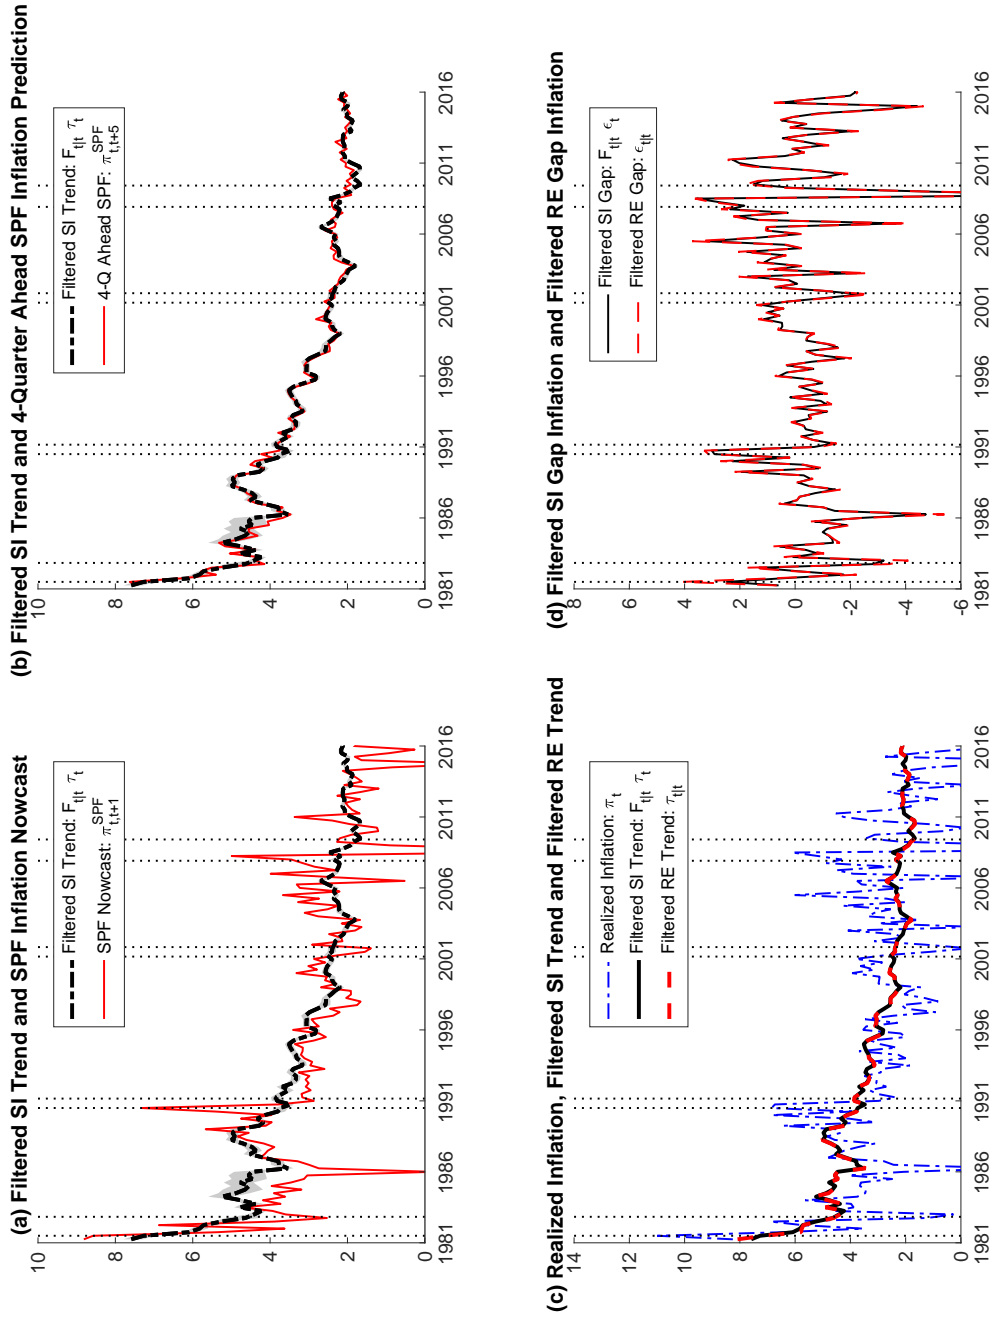 (a) Filtered SI Trend and SPF Inflation Nowcast
10
8
6
4
2
0
1981 1986 1991 1996 2001 2006 2011 2016
Filtered SI Trend: F_{t|t} τ_t
SPF Nowcast: π^{SPF}_{t,t+1}
(b) Filtered SI Trend and 4-Quarter Ahead SPF Inflation Prediction
10
8
6
4
2
0
1981 1986 1991 1996 2001 2006 2011 2016
Filtered SI Trend: F_{t|t} τ_t
4-Q Ahead SPF: π^{SPF}_{t,t+5}
(c) Realized Inflation, Filtereed SI Trend and Filtered RE Trend
14
12
10
8
6
4
2
0
1981 1986 1991 1996 2001 2006 2011 2016
Realized Inflation: π_t
Filtered SI Trend: F_{t|t} τ_t
Filtered RE Trend: τ_{t|t}
(d) Filtered SI Gap Inflation and Filtered RE Gap Inflation
8
6
4
2
0
-2
-4
-6
1981 1986 1991 1996 2001 2006 2011 2016
Filtered SI Gap: F_{t|t} ϵ_t
Filtered RE Gap: ϵ_{t|t}